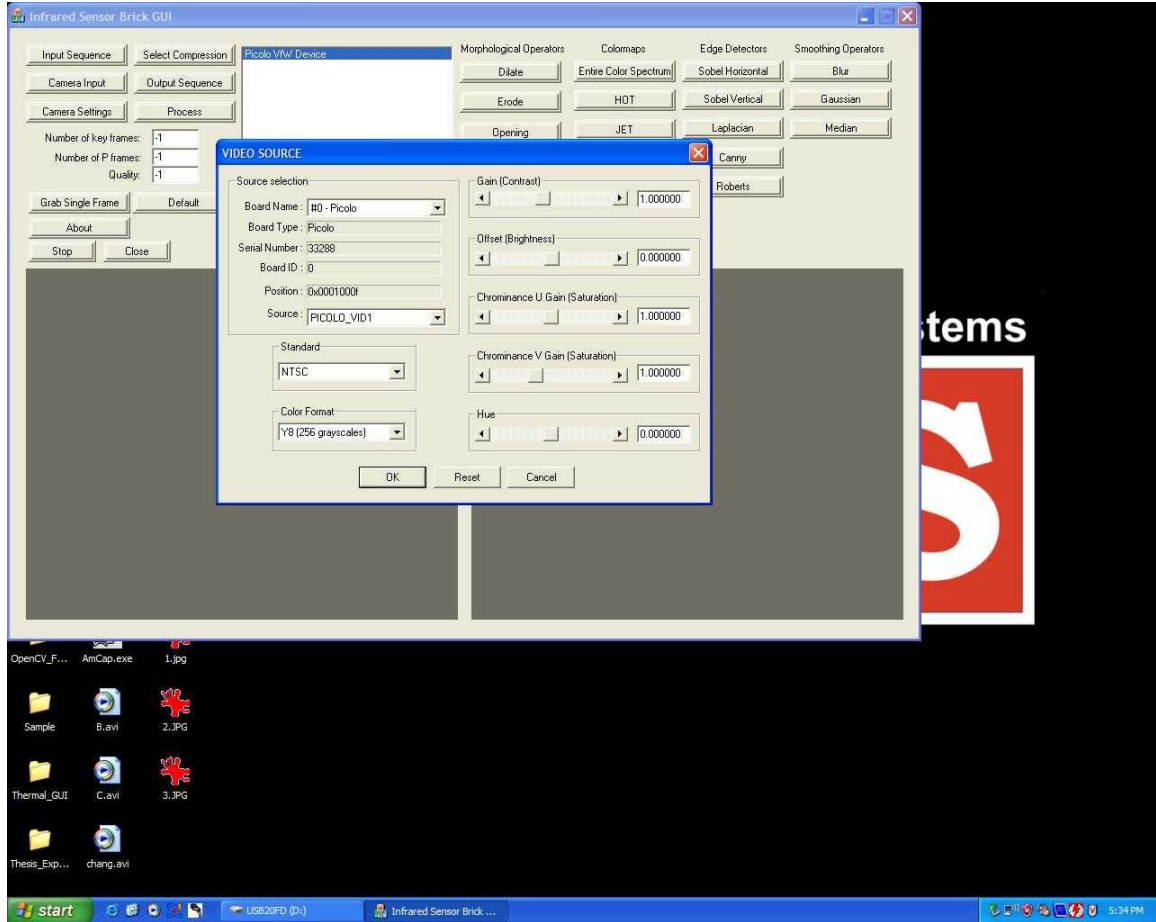 Infrared Sensor Brick GUI
Input Sequence
Select Compression
Picolo VfW Device
Camera Input
Output Sequence
Camera Settings
Process
Number of key frames: -1
Number of P frames: -1
Quality: -1
Grab Single Frame
Default
About
Stop
Close
Morphological Operators
Dilate
Erode
Opening
Colormaps
Entire Color Spectrum
HOT
JET
Edge Detectors
Sobel Horizontal
Sobel Vertical
Laplacian
Canny
Roberts
Smoothing Operators
Blur
Gaussian
Median
VIDEO SOURCE
Source selection
Board Name : #0 - Picolo
Board Type : Picolo
Serial Number : 33288
Board ID : 0
Position : 0x0001000f
Source : PICOLO_VID1
Standard
NTSC
Color Format
Y8 (256 grayscales)
Gain (Contrast)
1.000000
Offset (Brightness)
0.000000
Chrominance U Gain (Saturation)
1.000000
Chrominance V Gain (Saturation)
1.000000
Hue
0.000000
OK
Reset
Cancel
tems
S
OpenCV_F...
AmCap.exe
1.jpg
Sample
B.avi
2.JPG
Thermal_GUI
C.avi
3.JPG
Thesis_Exp...
chang.avi
start
USB20FD (D:)
Infrared Sensor Brick ...
5:34 PM